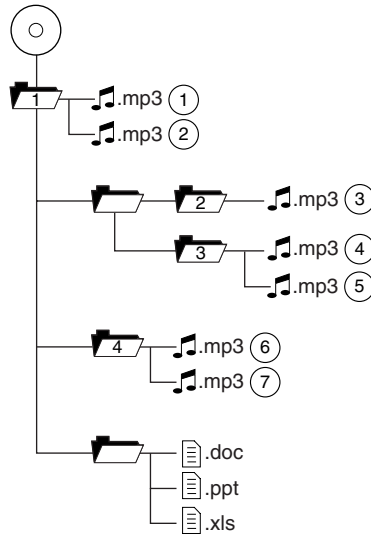 1 .mp3 1
.mp3 2
2 .mp3 3
3 .mp3 4
.mp3 5
4 .mp3 6
.mp3 7
.doc
.ppt
.xls